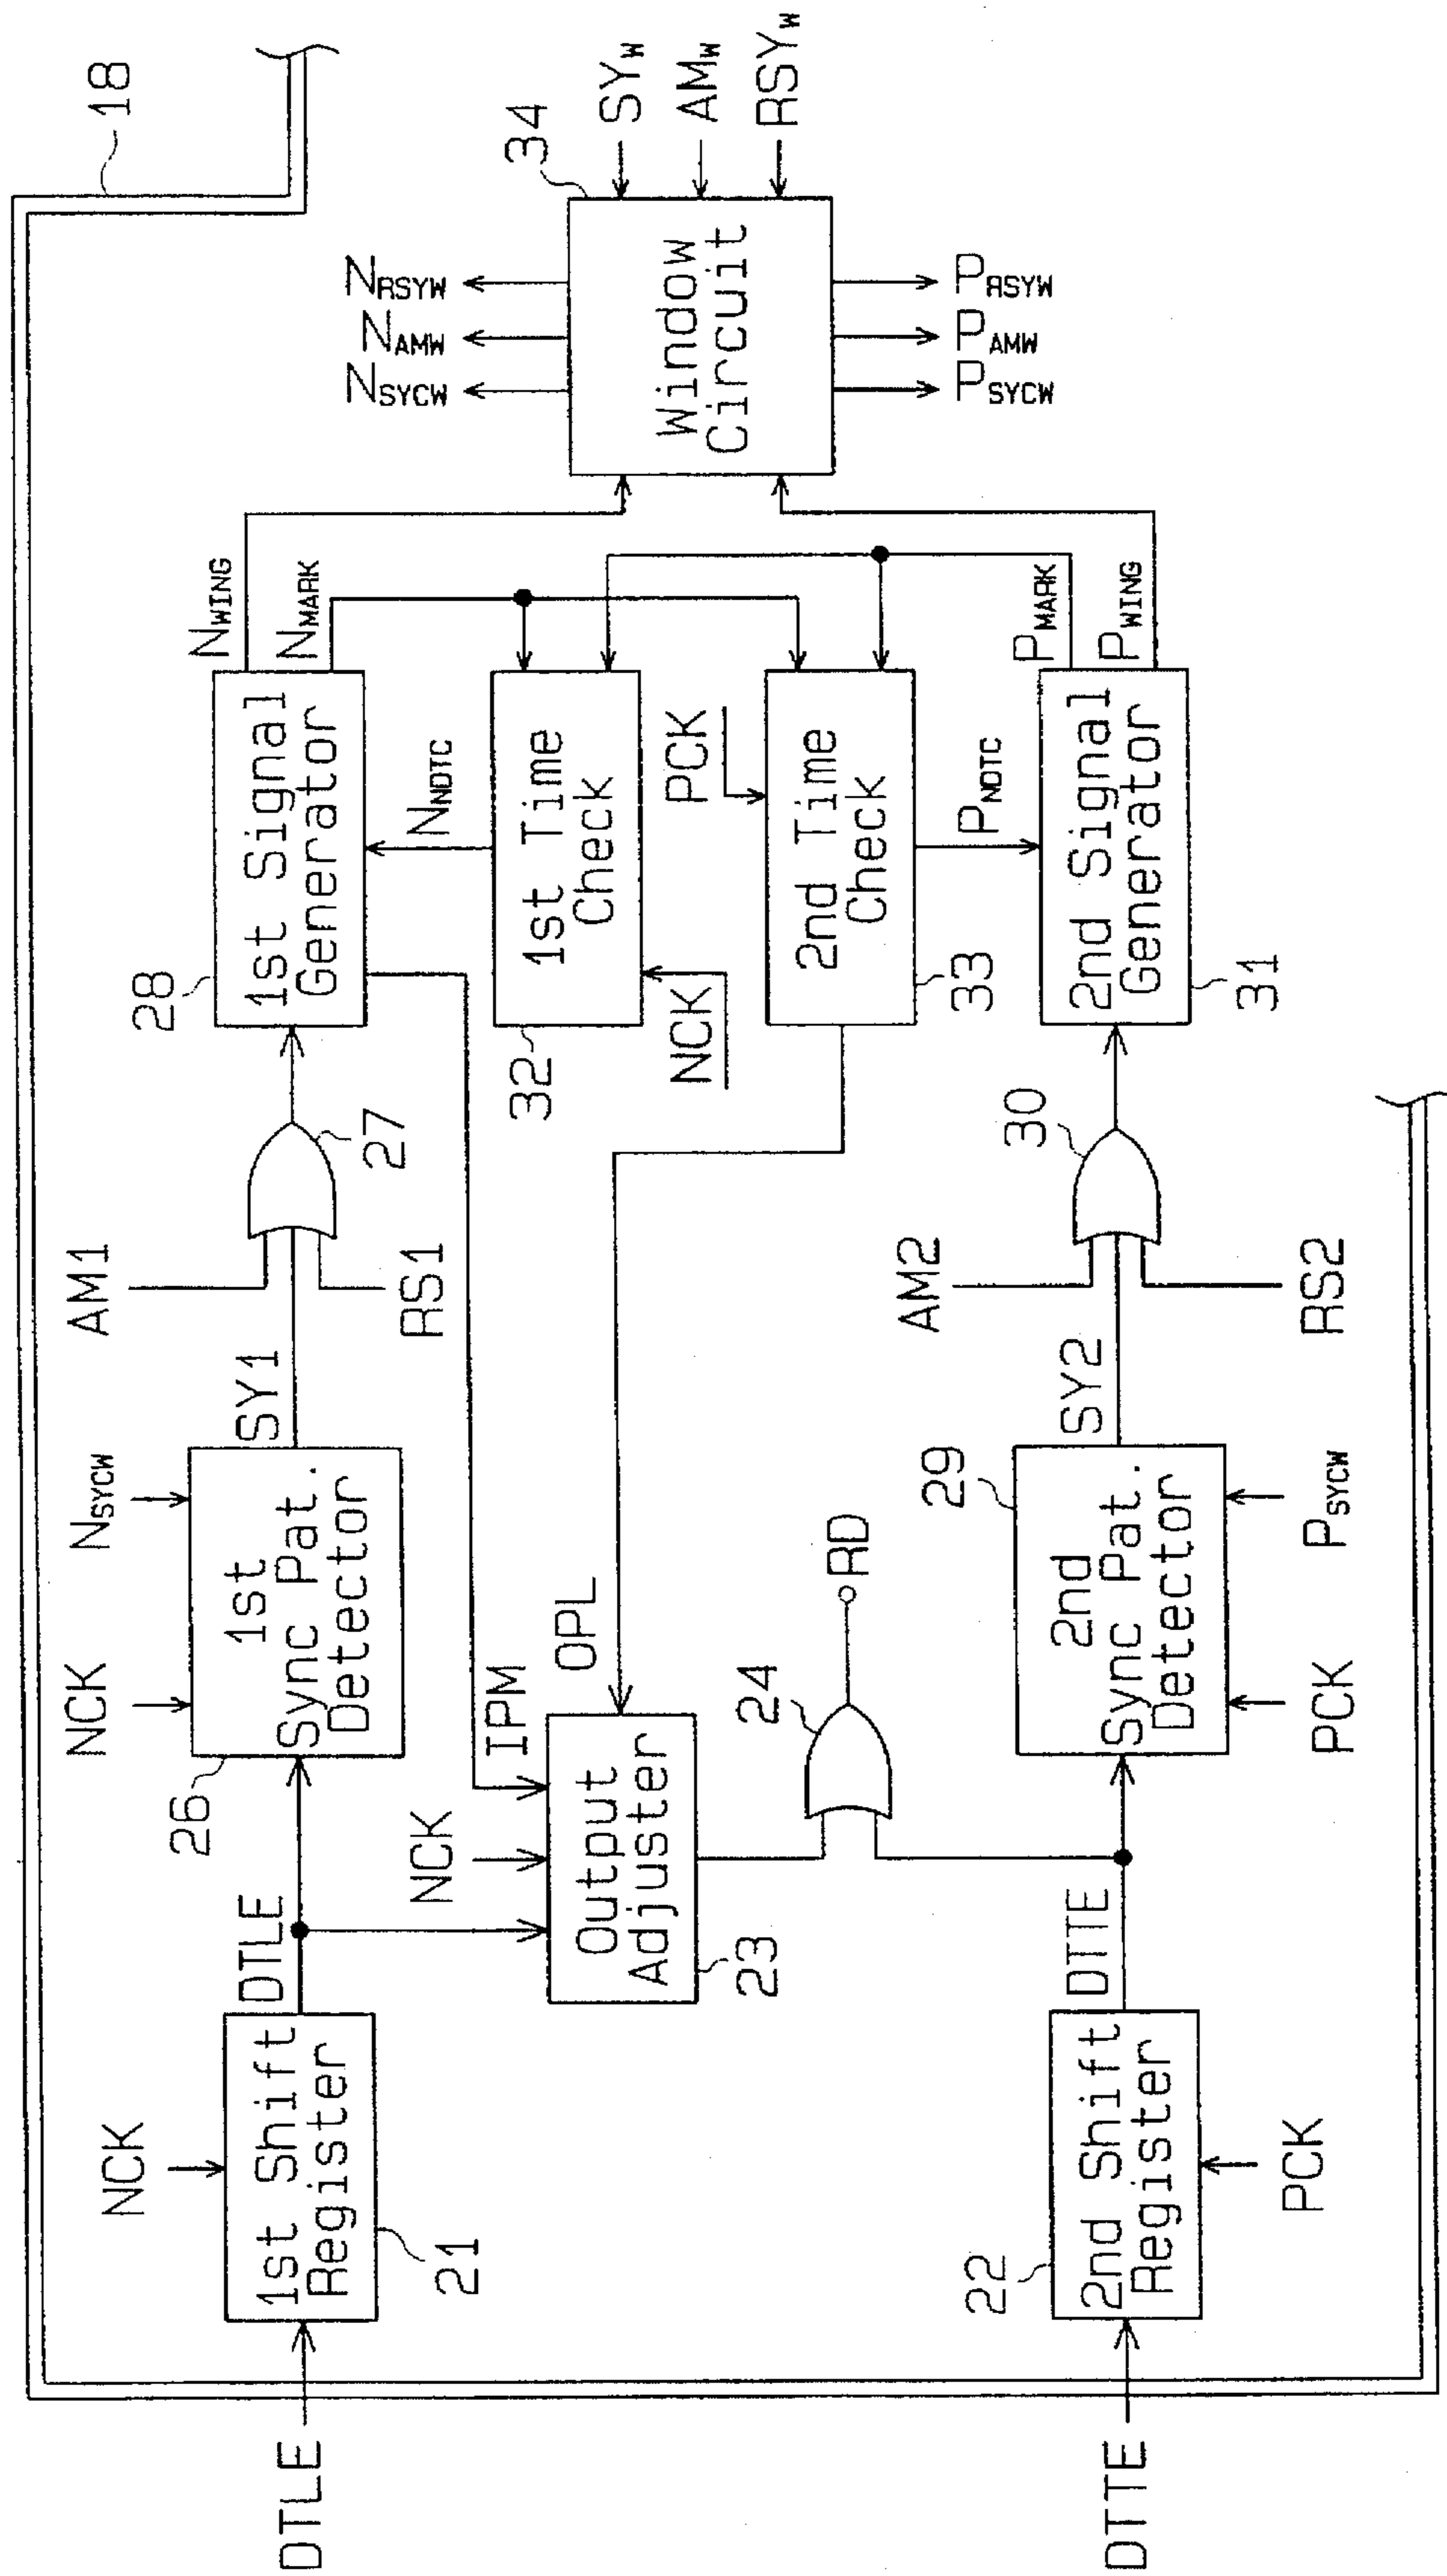 18
DTLE
NCK
1st Shift
Register
21
DTLE
NCK
NSYCW
1st
Sync Pat.
Detector
26
SY1
AM1
RS1
27
28
1st Signal
Generator
NWING
NMARK
NNOTC
32
1st Time
Check
NCK
PCK
2nd Time
Check
33
PNOTC
NCK
IPM
OPL
Output
Adjuster
23
24
RD
DTTE
22
2nd Shift
Register
PCK
DTTE
29
2nd
Sync Pat.
Detector
PCK
PSYCW
SY2
AM2
RS2
30
2nd Signal
Generator
31
PMARK
PWING
34
Window
Circuit
NSYCW
NAMW
NRSYW
PSYCW
PAMW
PRSYW
SYW
AMW
RSYW